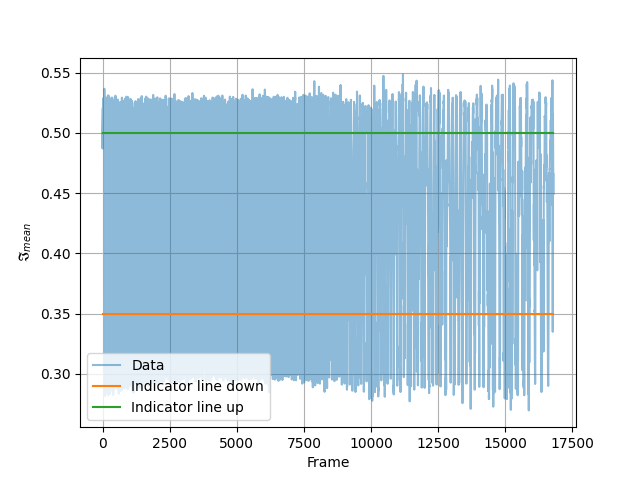 0.55
0.50
0.45
0.40
0.35
0.30
ℑmean
Data
Indicator line down
Indicator line up
0 2500 5000 7500 10000 12500 15000 17500
Frame